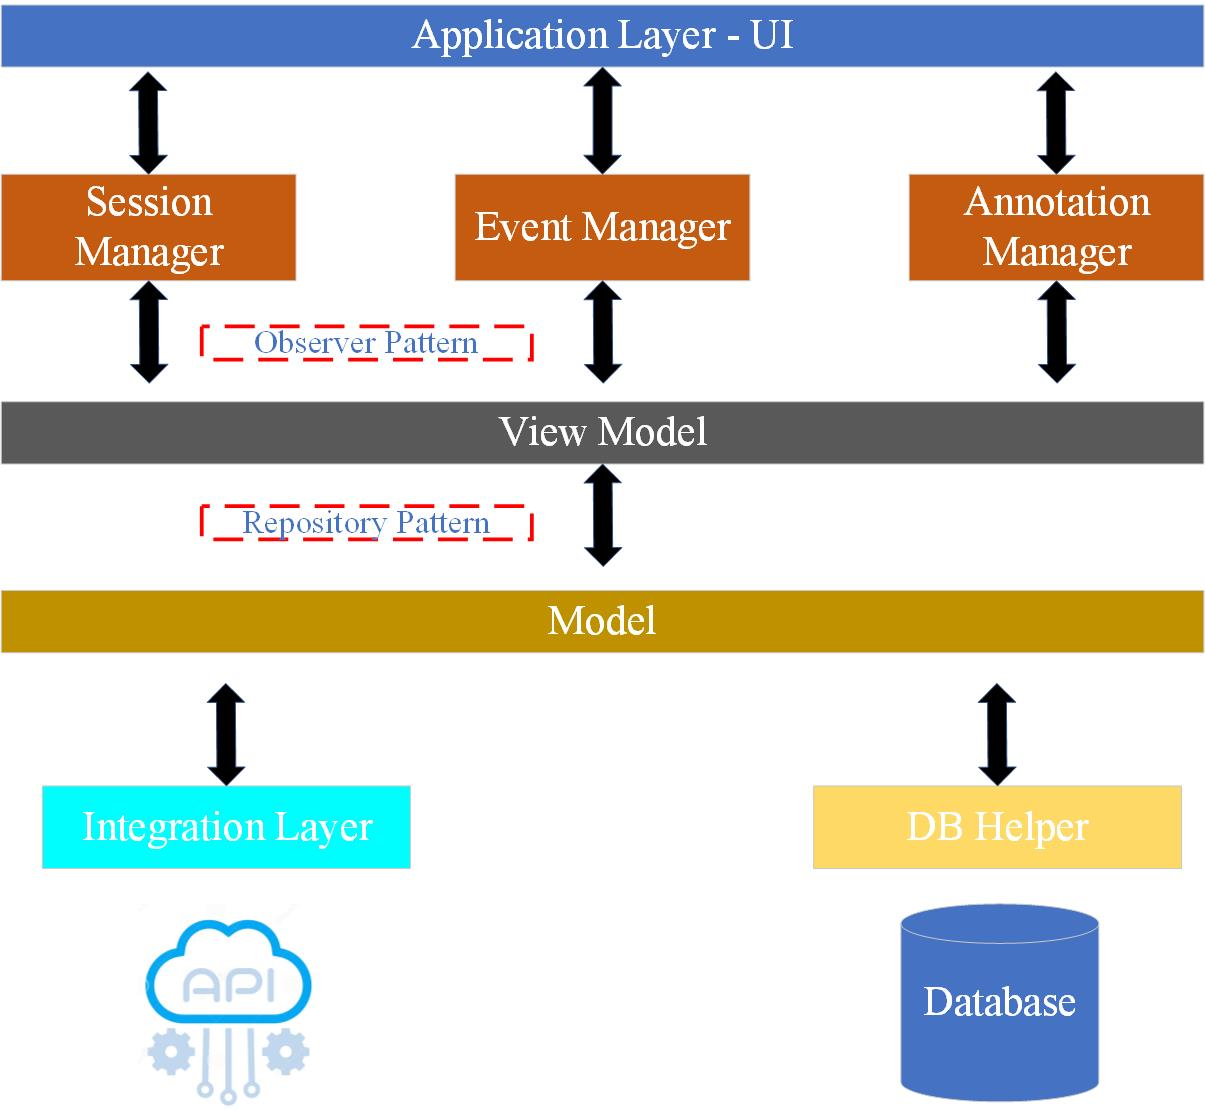 Application Layer - UI
Session
Manager
Event Manager
Annotation
Manager
Observer Pattern
View Model
Repository Pattern
Model
Integration Layer
DB Helper
API
Database